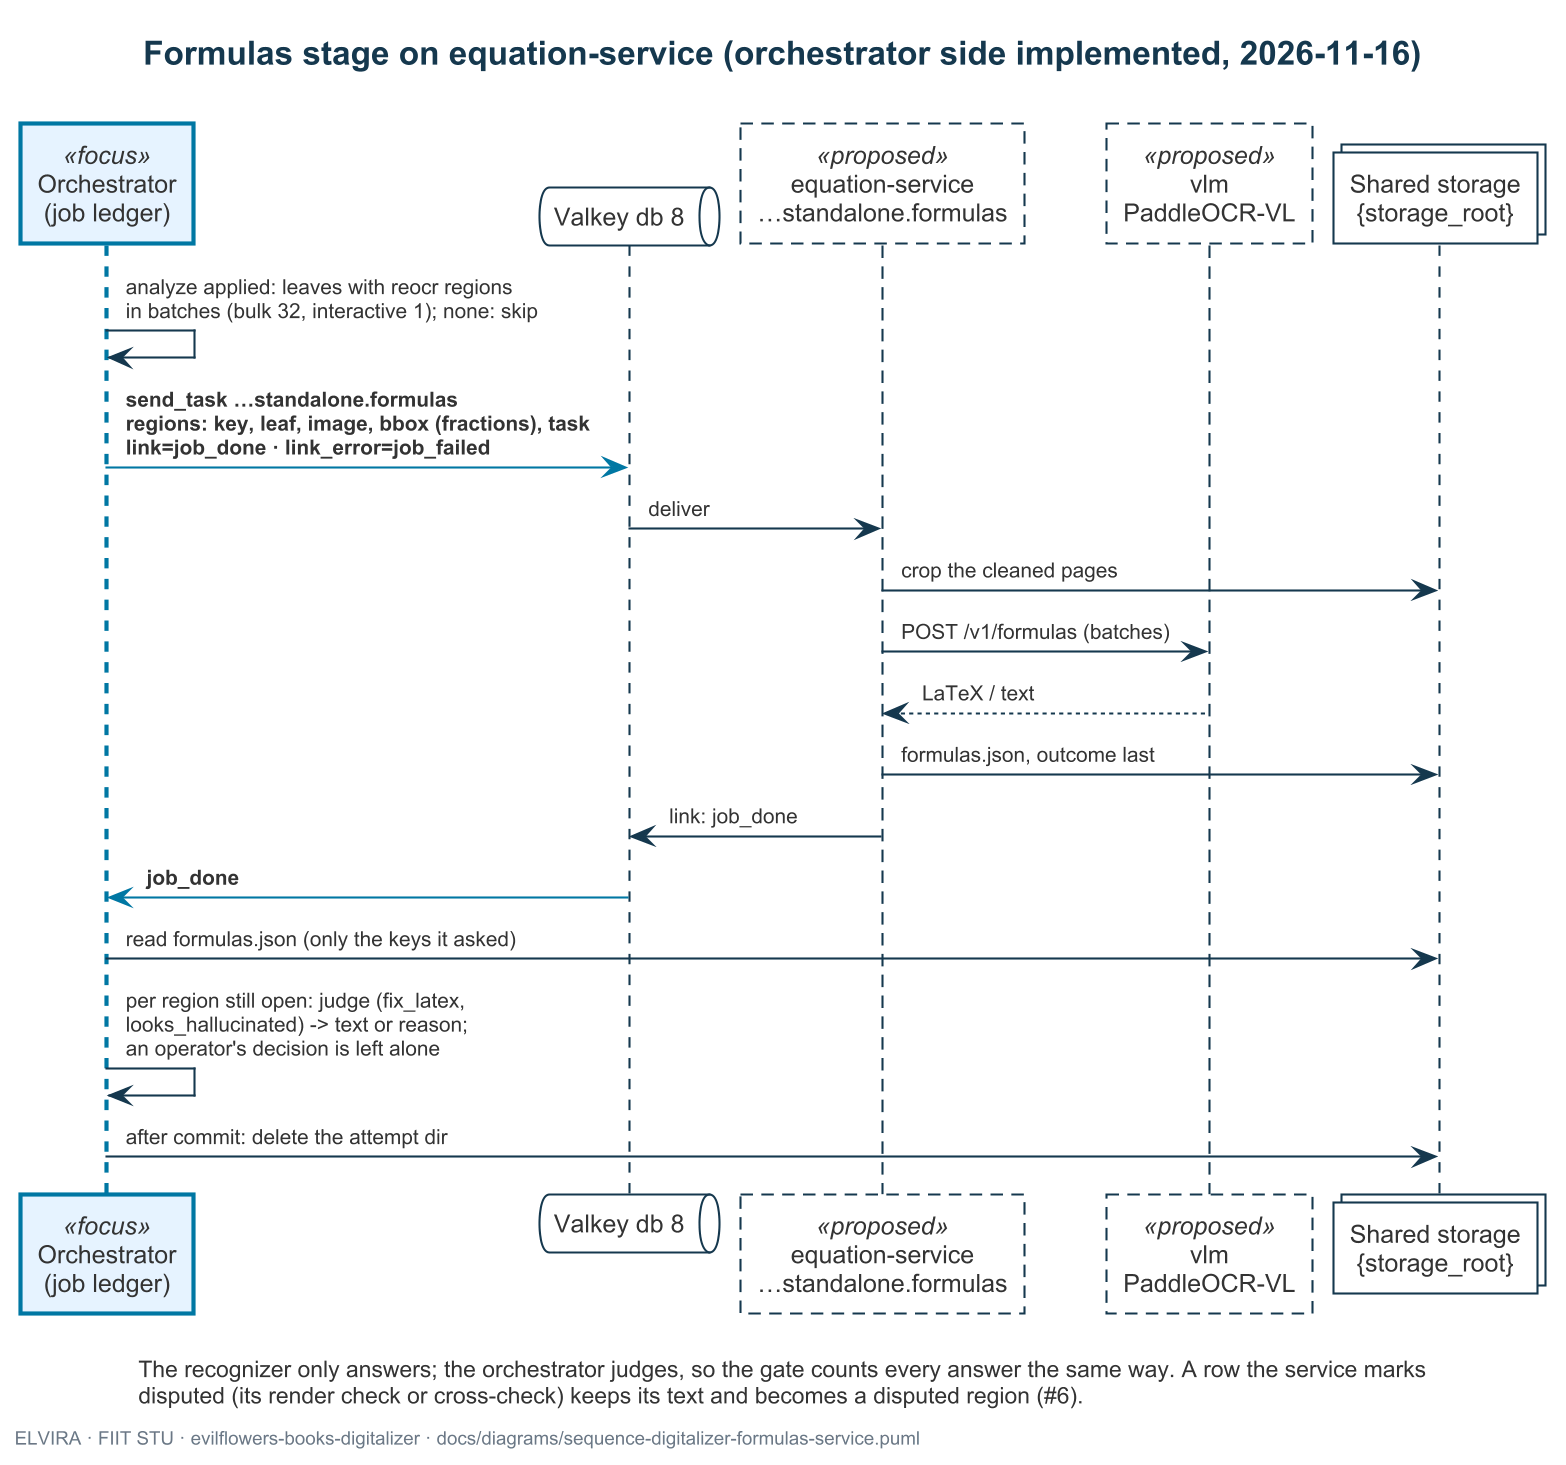 Formulas stage on equation-service (orchestrator side implemented, 2026-11-16)
«focus»
Orchestrator
(job ledger)
Valkey db 8
«proposed»
equation-service
…standalone.formulas
«proposed»
vlm
PaddleOCR-VL
Shared storage
{storage_root}
analyze applied: leaves with reocr regions
in batches (bulk 32, interactive 1); none: skip
send_task …standalone.formulas
regions: key, leaf, image, bbox (fractions), task
link=job_done · link_error=job_failed
deliver
crop the cleaned pages
POST /v1/formulas (batches)
LaTeX / text
formulas.json, outcome last
link: job_done
job_done
read formulas.json (only the keys it asked)
per region still open: judge (fix_latex,
looks_hallucinated) -> text or reason;
an operator's decision is left alone
after commit: delete the attempt dir
«focus»
Orchestrator
(job ledger)
Valkey db 8
«proposed»
equation-service
…standalone.formulas
«proposed»
vlm
PaddleOCR-VL
Shared storage
{storage_root}
The recognizer only answers; the orchestrator judges, so the gate counts every answer the same way. A row the service marks
disputed (its render check or cross-check) keeps its text and becomes a disputed region (#6).
ELVIRA · FIIT STU · evilflowers-books-digitalizer · docs/diagrams/sequence-digitalizer-formulas-service.puml